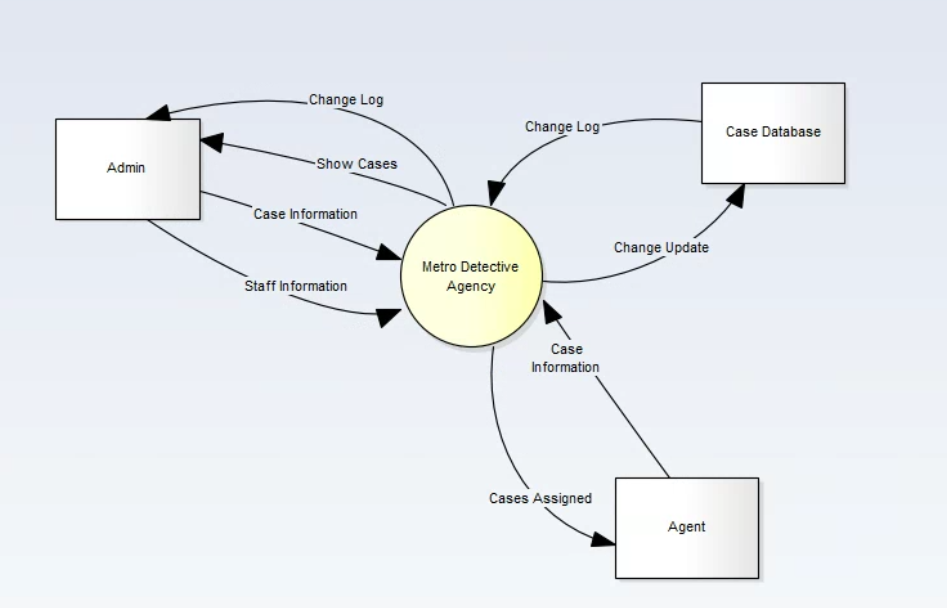 Change Log
Change Log
Case Database
Admin
Show Cases
Case Information
Change Update
Metro Detective
Agency
Staff Information
Case
Information
Cases Assigned
Agent